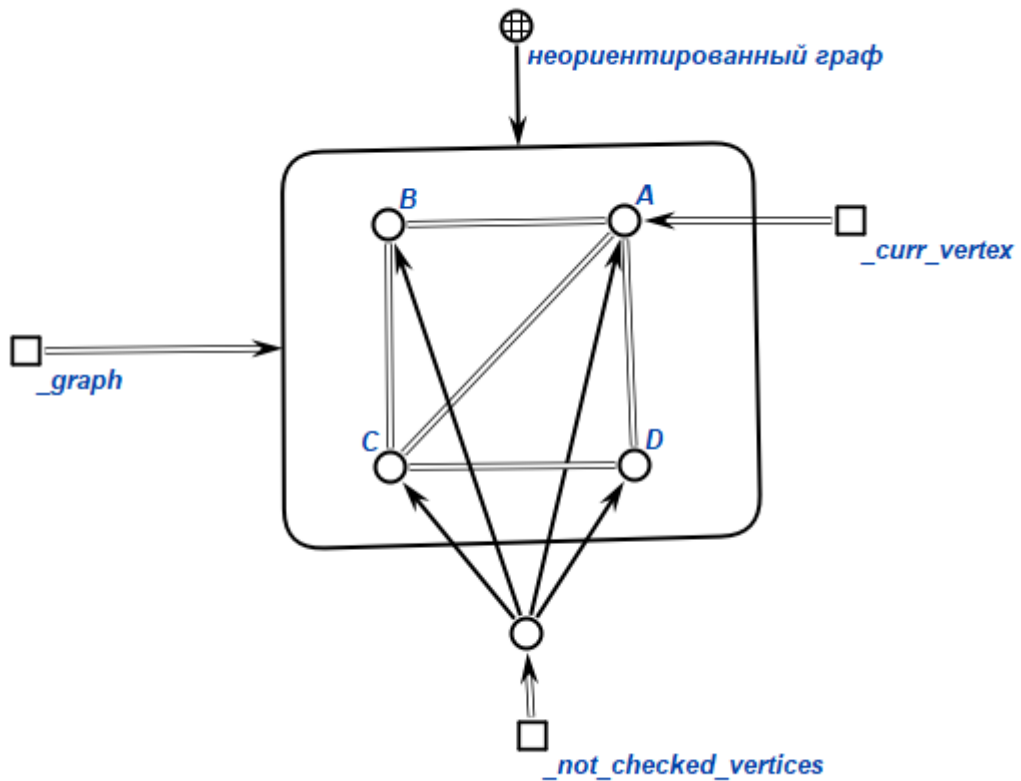 неориентированный граф
B
A
_curr_vertex
_graph
C
D
_not_checked_vertices